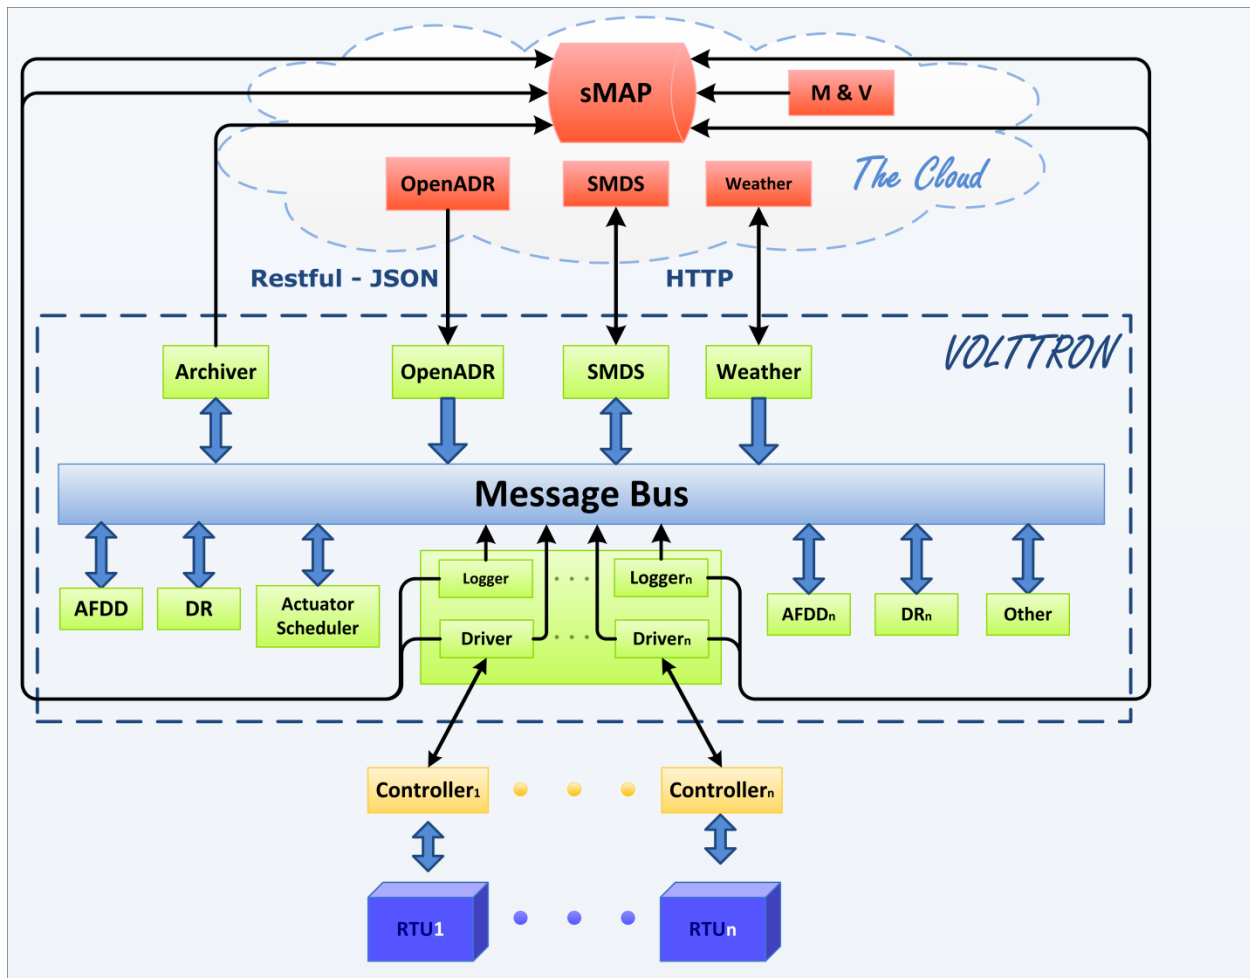 sMAP
M & V
The Cloud
OpenADR
SMDS
Weather
Restful - JSON
HTTP
VOLTTRON
Archiver
OpenADR
SMDS
Weather
Message Bus
AFDD
DR
Actuator
Scheduler
Logger
Loggern
Driver
Drivern
AFDDn
DRn
Other
Controller1
Controllern
RTU1
RTUn